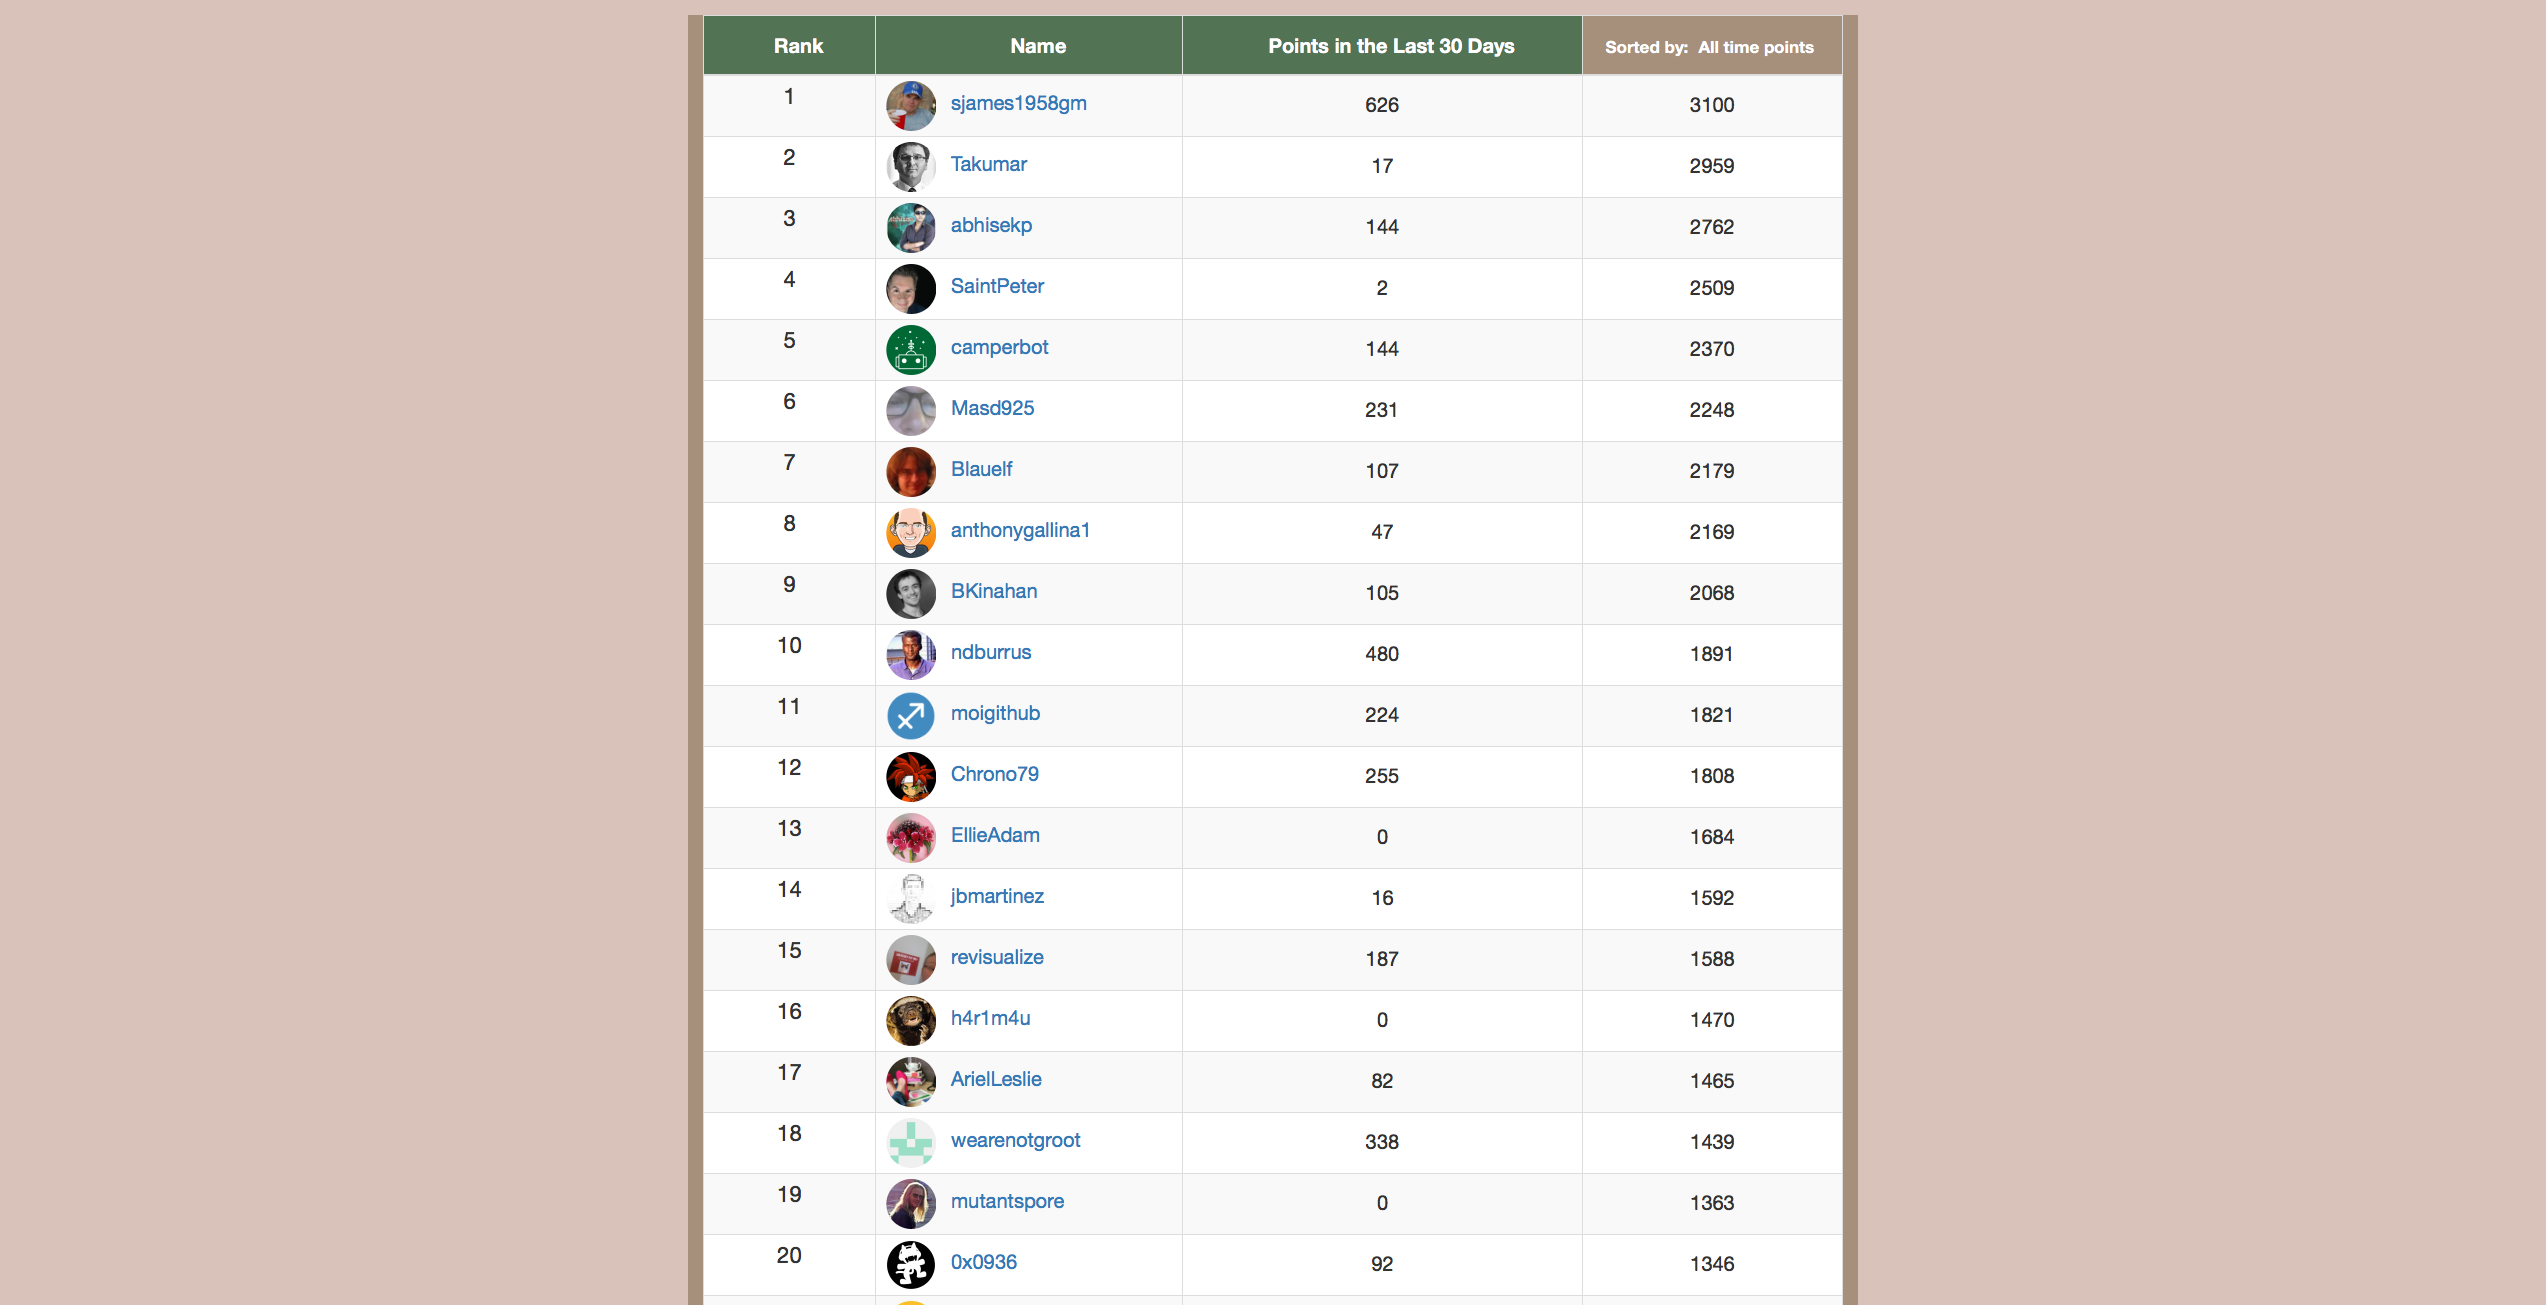 Rank Name Points in the Last 30 Days Sorted by: All time points
1 sjames1958gm 626 3100
2 Takumar 17 2959
3 abhisekp 144 2762
4 SaintPeter 2 2509
5 camperbot 144 2370
6 Masd925 231 2248
7 Blauelf 107 2179
8 anthonygallina1 47 2169
9 BKinahan 105 2068
10 ndburrus 480 1891
11 moigithub 224 1821
12 Chrono79 255 1808
13 EllieAdam 0 1684
14 jbmartinez 16 1592
15 revisualize 187 1588
16 h4r1m4u 0 1470
17 ArielLeslie 82 1465
18 wearenotgroot 338 1439
19 mutantspore 0 1363
20 0x0936 92 1346